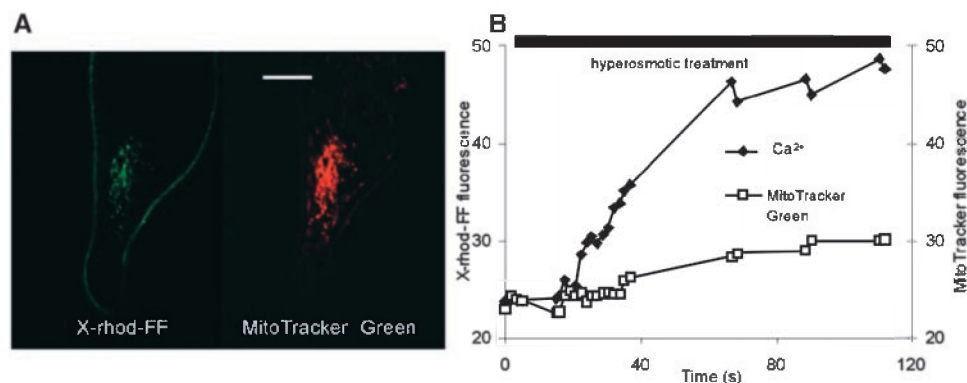 A
X-rhod-FF
MitoTracker Green
B
hyperosmotic treatment
50
40
30
20
X-rhod-FF fluorescence
Ca²⁺
MitoTracker
Green
50
40
30
20
MitoTracker fluorescence
0
40
80
120
Time (s)